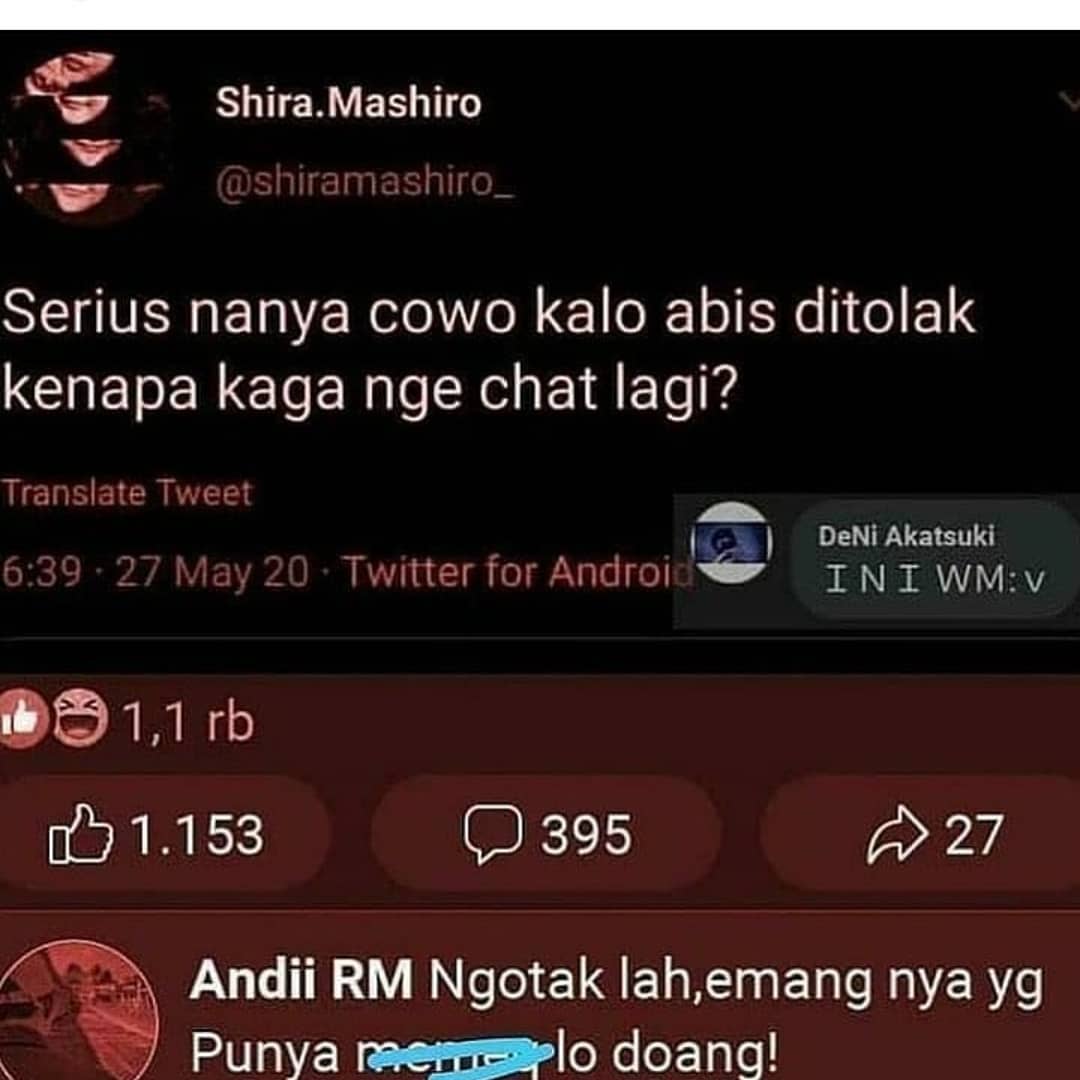 Shira.Mashiro
@shiramashiro_
Serius nanya cowo kalo abis ditolak
kenapa kaga nge chat lagi?
Translate Tweet
6:39 · 27 May 20 · Twitter for Android
DeNi Akatsuki
I N I WM:v
1,1 rb
1.153
395
27
Andii RM Ngotak lah,emang nya yg
Punya lo doang!